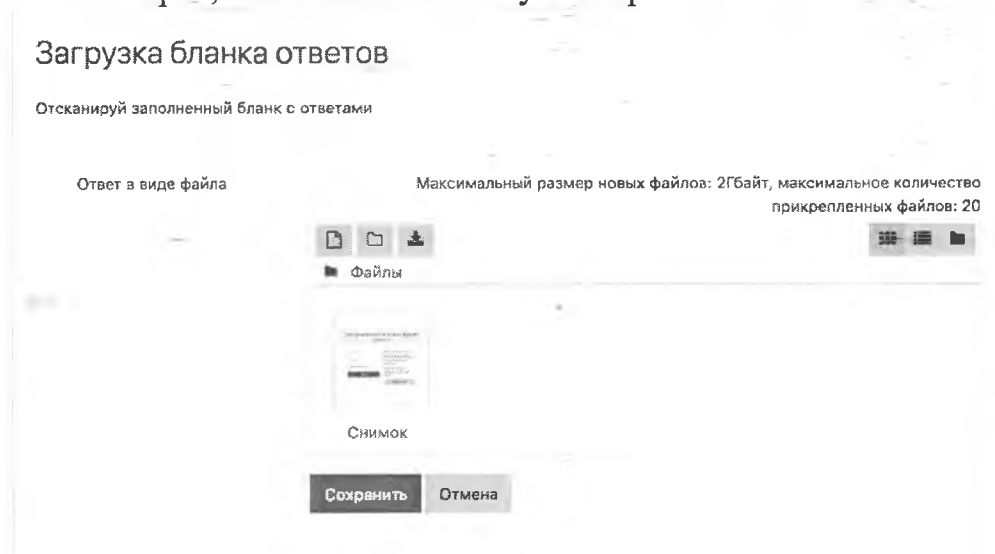 Загрузка бланка ответов
Отсканируй заполненный бланк с ответами
Ответ в виде файла
Максимальный размер новых файлов: 2Гбайт, максимальное количество
прикрепленных файлов: 20
Файлы
Снимок
Сохранить Отмена